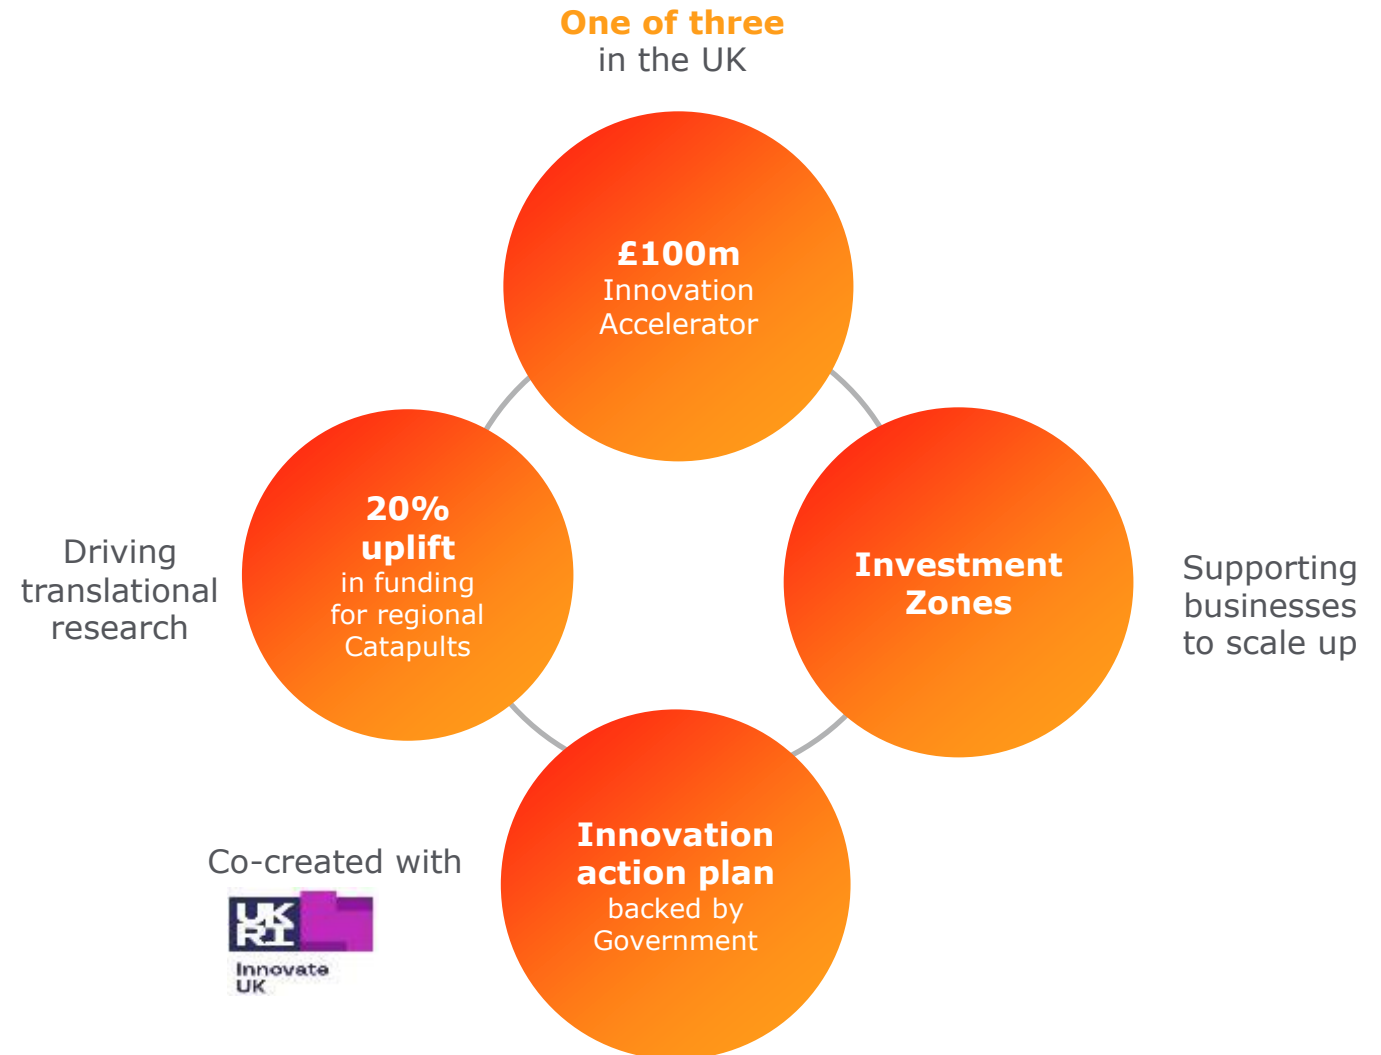 One of three
in the UK
£100m
Innovation
Accelerator
20%
uplift
in funding
for regional
Catapults
Driving
translational
research
Investment
Zones
Supporting
businesses
to scale up
Innovation
action plan
backed by
Government
Co-created with
UK
RI
Innovate
UK